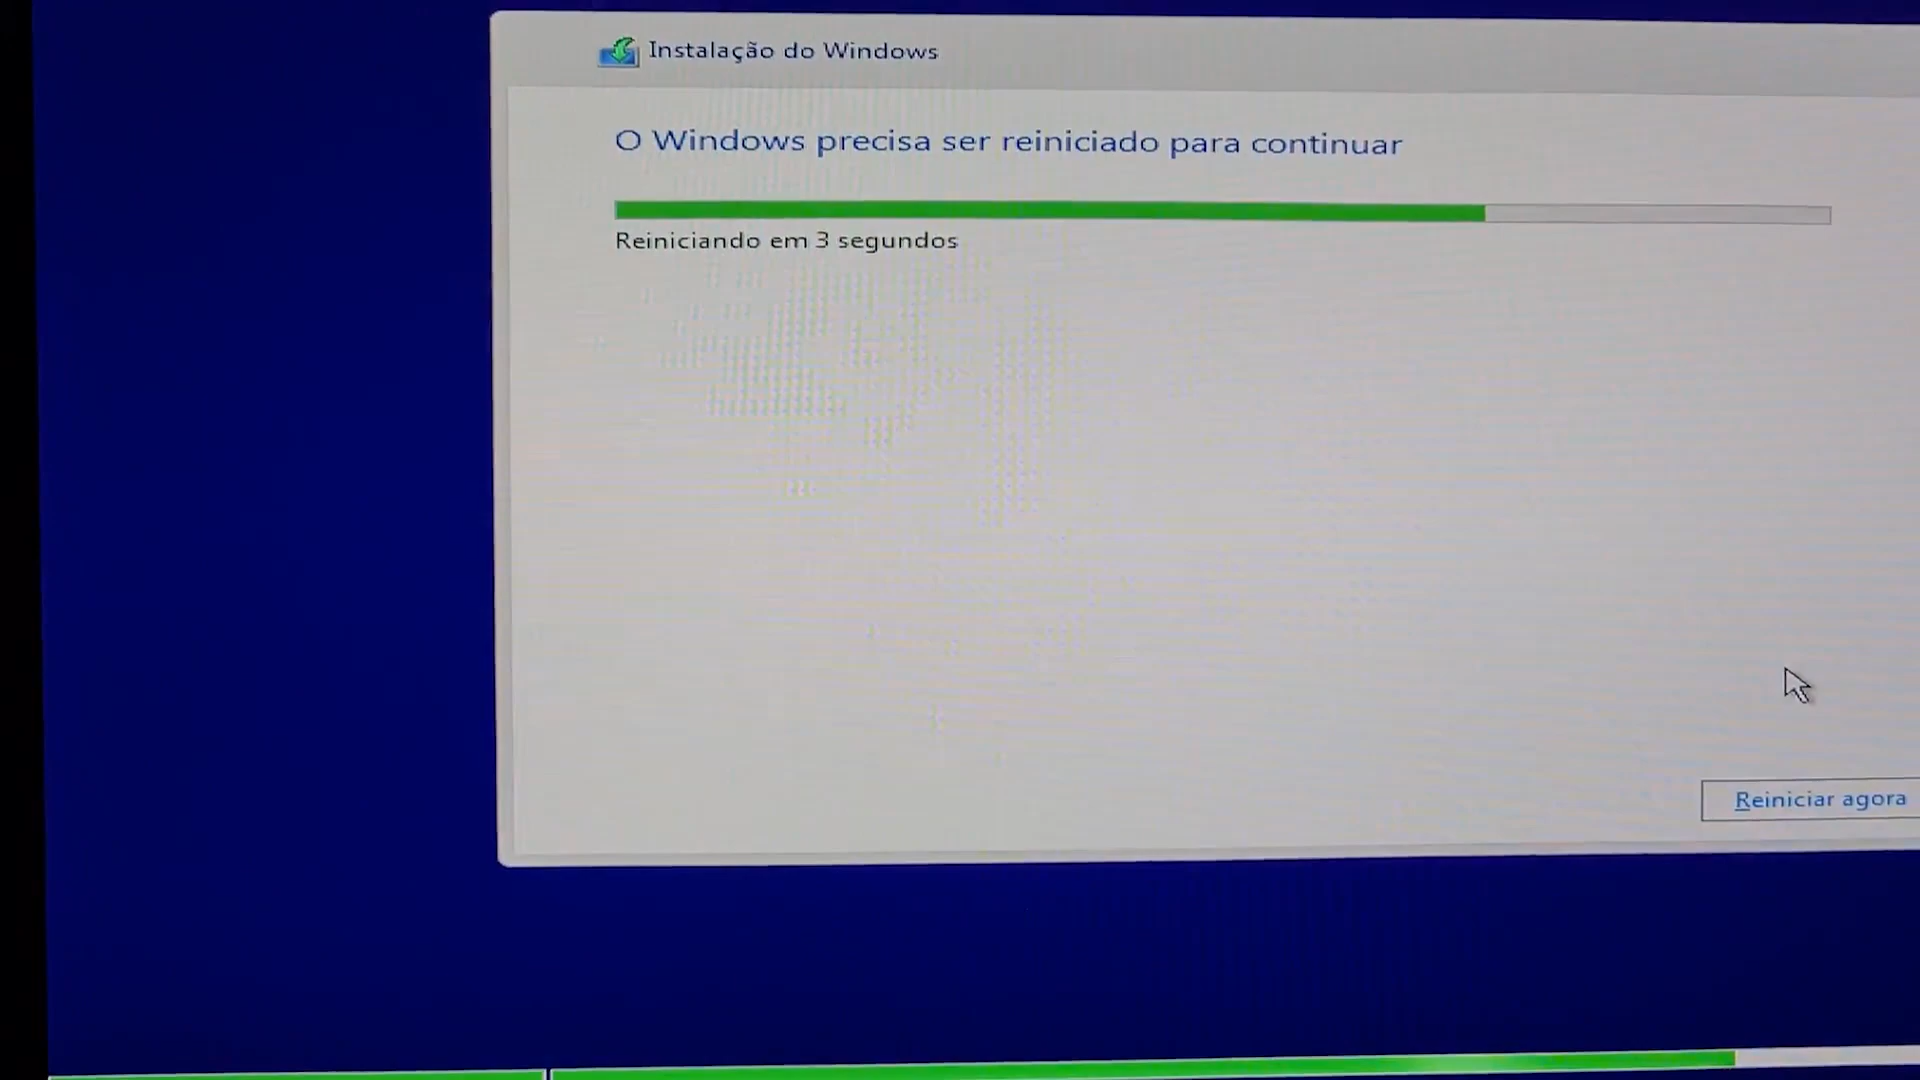 Instalação do Windows
O Windows precisa ser reiniciado para continuar
Reiniciando em 3 segundos
Reiniciar agora